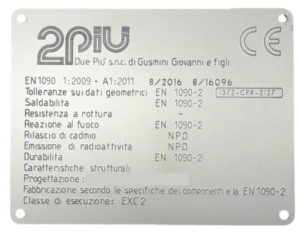 2PIÙ
CE
Due Più s.n.c. di Gusmini Giovanni e figli
EN1090 1:2009 + A1:2011 8/2016 8/16096
Tolleranze sui dati geometrici EN 1090-2 1372-CPR-2127
Saldabilità EN 1090-2
Resistenza a rottura -
Reazione al fuoco EN 1090-2
Rilascio di cadmio NPD
Emissione di radioattività NPD
Durabilità EN 1090-2
Caratteristiche strutturali
Progettazione :
Fabbricazione secondo le specifiche dei componenti e la EN 1090-2
Classe di esecuzione: EXC 2